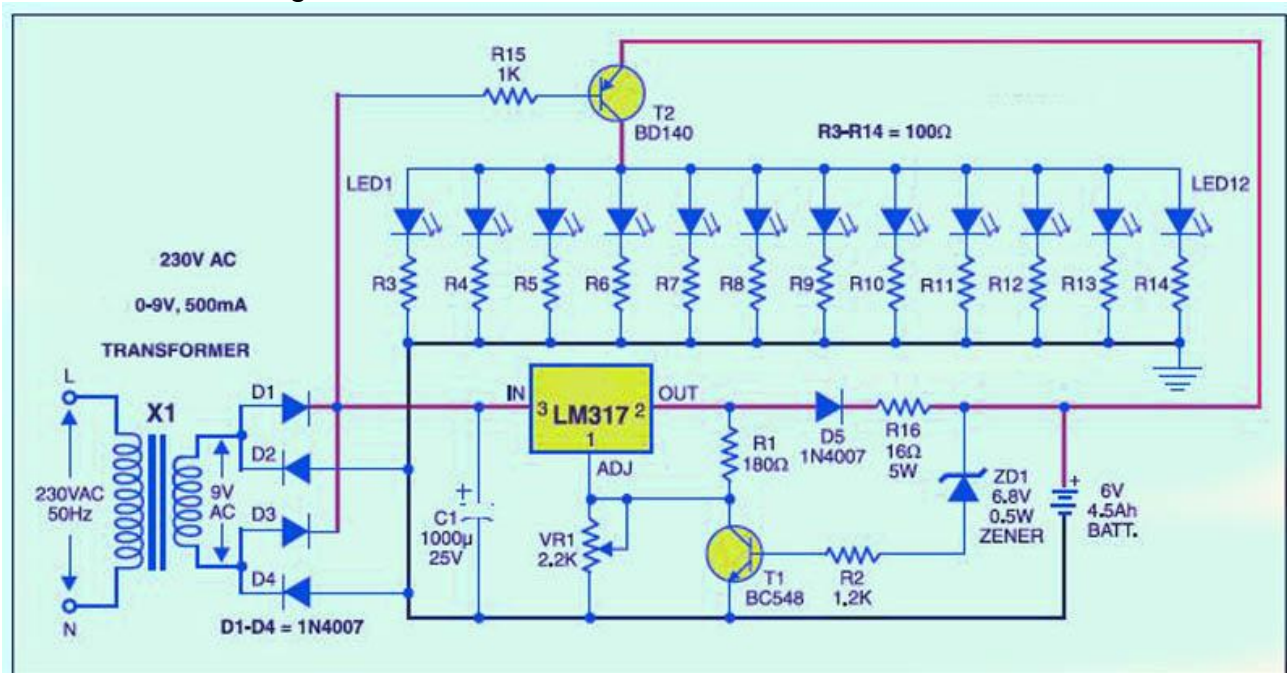 R15
1K
T2
BD140
R3-R14 = 100Ω
LED1
LED12
R3
R4
R5
R6
R7
R8
R9
R10
R11
R12
R13
R14
230V AC
0-9V, 500mA
TRANSFORMER
L
X1
D1
D2
D3
D4
230VAC
50Hz
9V
AC
N
D1-D4 = 1N4007
IN
OUT
3 LM317 2
1
ADJ
C1
1000µ
25V
+
VR1
2.2K
R1
180Ω
D5
1N4007
R16
16Ω
5W
T1
BC548
R2
1.2K
ZD1
6.8V
0.5W
ZENER
+
6V
4.5Ah
BATT.